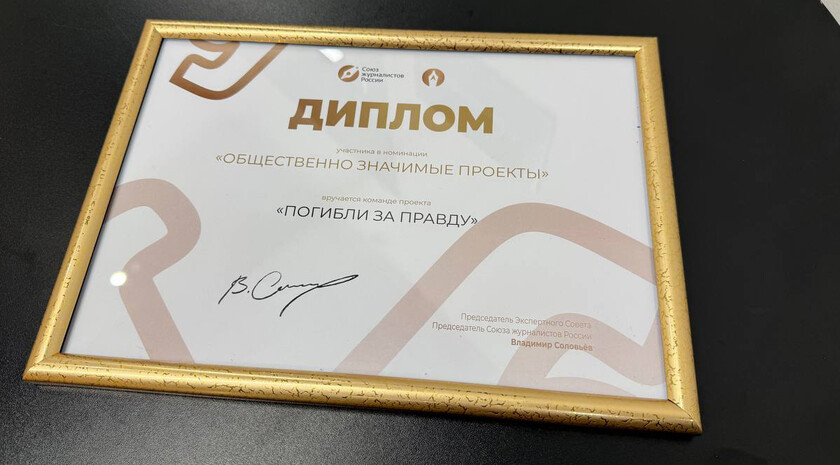 Союз
журналистов
России
ДИПЛОМ
участника в номинации
«ОБЩЕСТВЕННО ЗНАЧИМЫЕ ПРОЕКТЫ»
вручается команде проекта
«ПОГИБЛИ ЗА ПРАВДУ»
Председатель Экспертного Совета
Председатель Союза журналистов России
Владимир Соловьёв